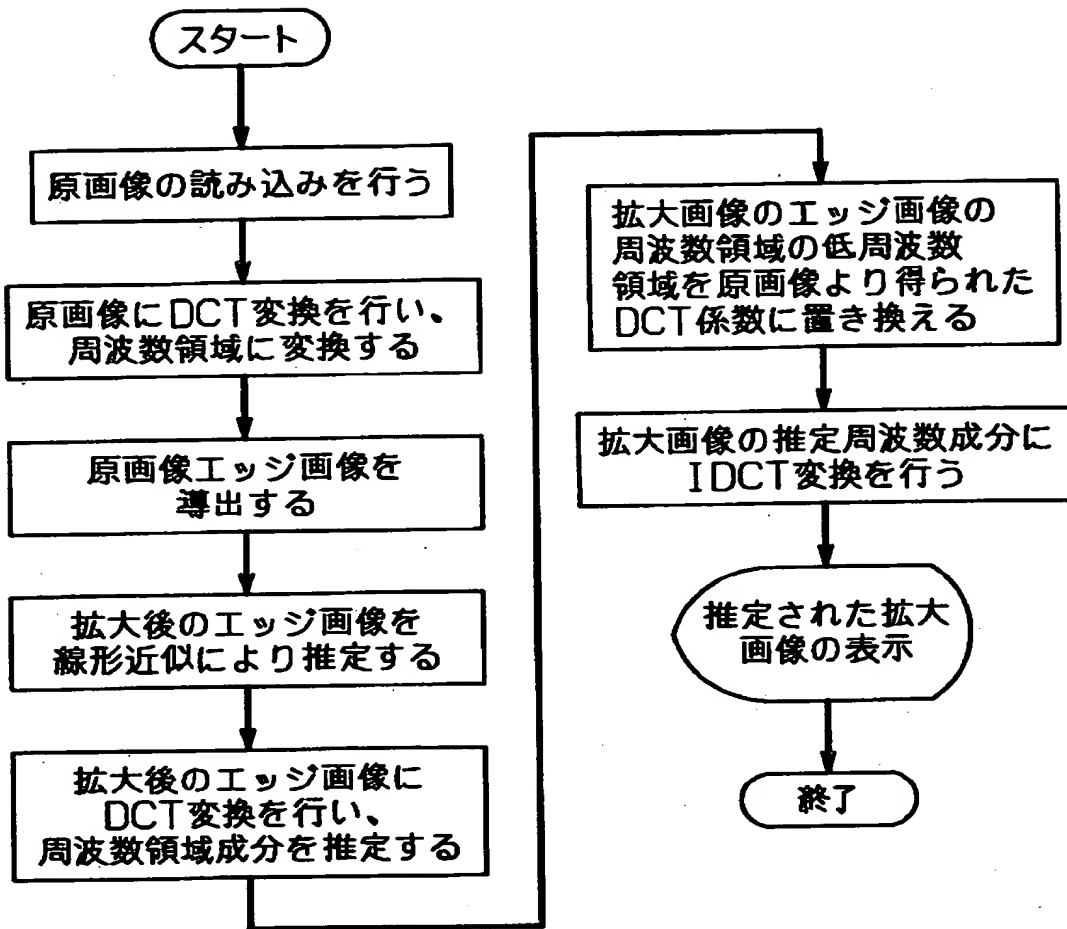 スタート
原画像の読み込みを行う
原画像にDCT変換を行い、
周波数領域に変換する
原画像エッジ画像を
導出する
拡大後のエッジ画像を
線形近似により推定する
拡大後のエッジ画像に
DCT変換を行い、
周波数領域成分を推定する
拡大画像のエッジ画像の
周波数領域の低周波数
領域を原画像より得られた
DCT係数に置き換える
拡大画像の推定周波数成分に
IDCT変換を行う
推定された拡大
画像の表示
終了